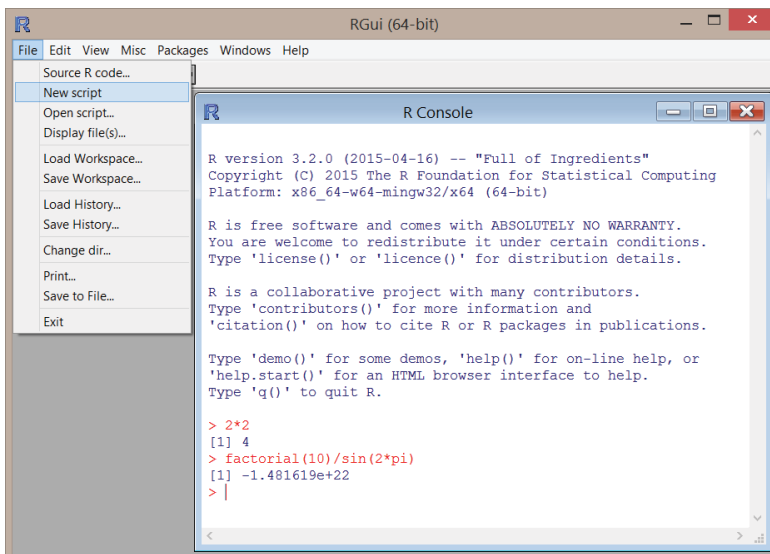 RGui (64-bit)
File Edit View Misc Packages Windows Help
Source R code...
New script
Open script...
Display file(s)...
Load Workspace...
Save Workspace...
Load History...
Save History...
Change dir...
Print...
Save to File...
Exit
R Console
R version 3.2.0 (2015-04-16) -- "Full of Ingredients"
Copyright (C) 2015 The R Foundation for Statistical Computing
Platform: x86_64-w64-mingw32/x64 (64-bit)
R is free software and comes with ABSOLUTELY NO WARRANTY.
You are welcome to redistribute it under certain conditions.
Type 'license()' or 'licence()' for distribution details.
R is a collaborative project with many contributors.
Type 'contributors()' for more information and
'citation()' on how to cite R or R packages in publications.
Type 'demo()' for some demos, 'help()' for on-line help, or
'help.start()' for an HTML browser interface to help.
Type 'q()' to quit R.
> 2*2
[1] 4
> factorial(10)/sin(2*pi)
[1] -1.481619e+22
>